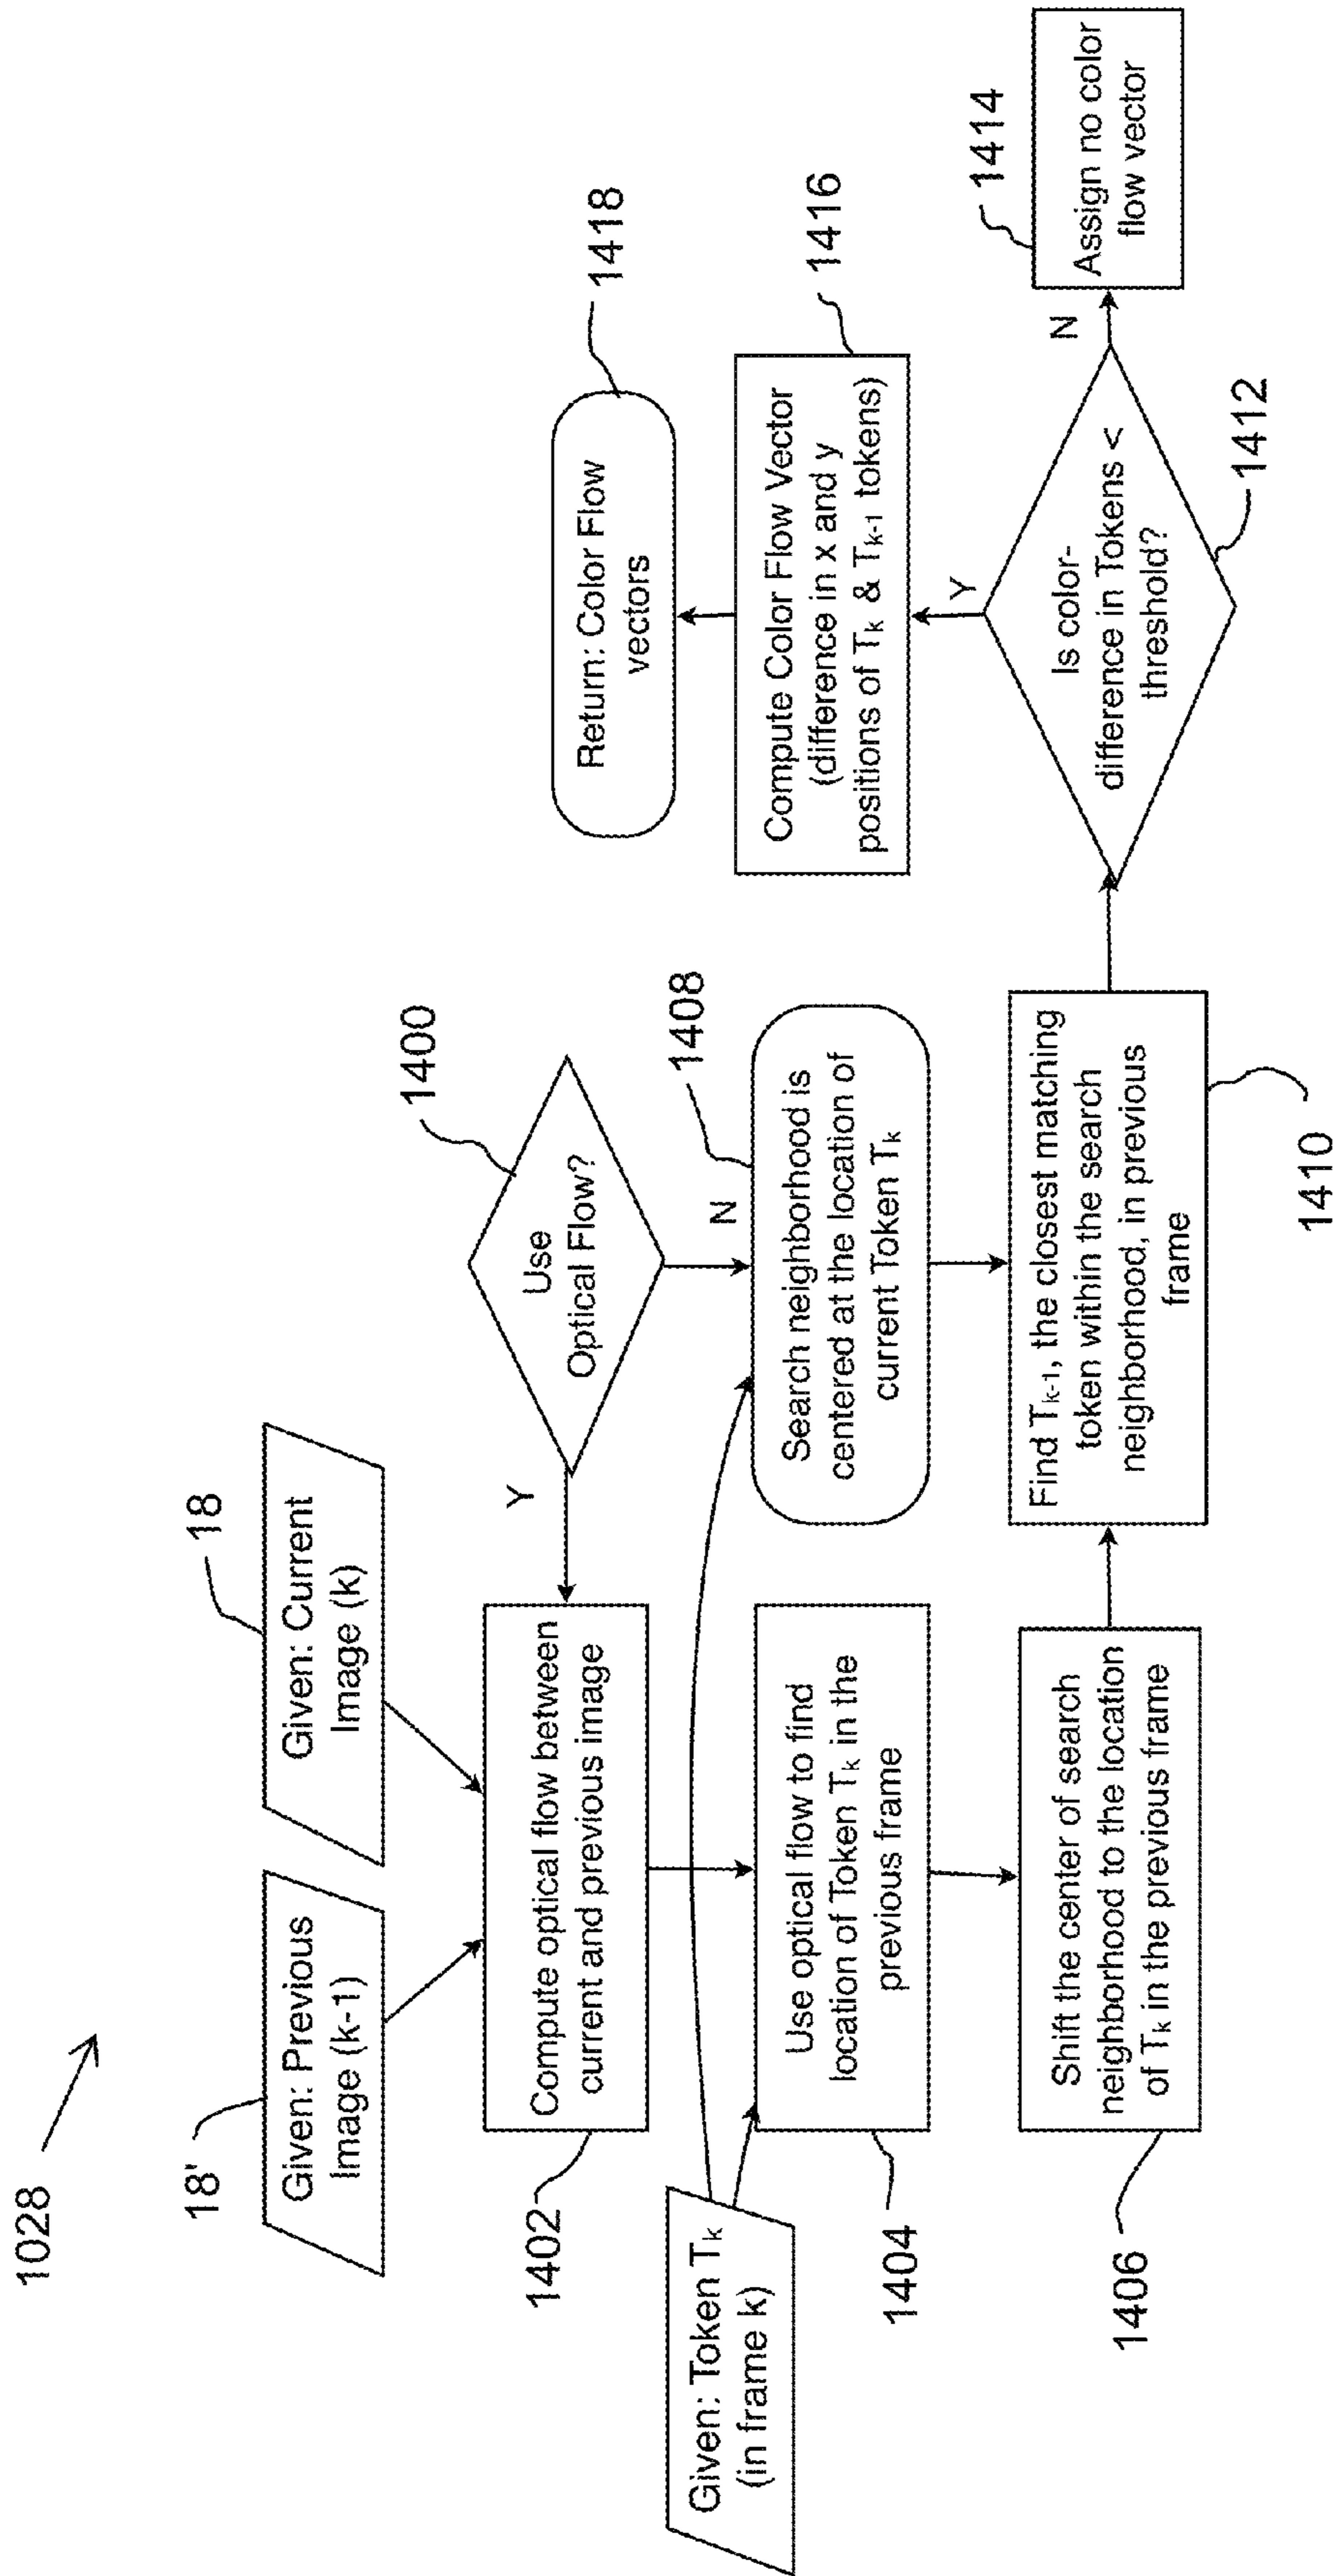 1028
18'
Given: Previous
Image (k-1)
18
Given: Current
Image (k)
1400
Use
Optical Flow?
Y
N
1402
Compute optical flow between
current and previous image
Given: Token Tk
(in frame k)
1404
Use optical flow to find
location of Token Tk in the
previous frame
1408
Search neighborhood is
centered at the location of
current Token Tk
1406
Shift the center of search
neighborhood to the location
of Tk in the previous frame
Find Tk-1, the closest matching
token within the search
neighborhood, in previous
frame
1410
Is color-
difference in Tokens <
threshold?
1412
Y
N
1414
Assign no color
flow vector
1416
Compute Color Flow Vector
(difference in x and y
positions of Tk & Tk-1 tokens)
1418
Return: Color Flow
vectors